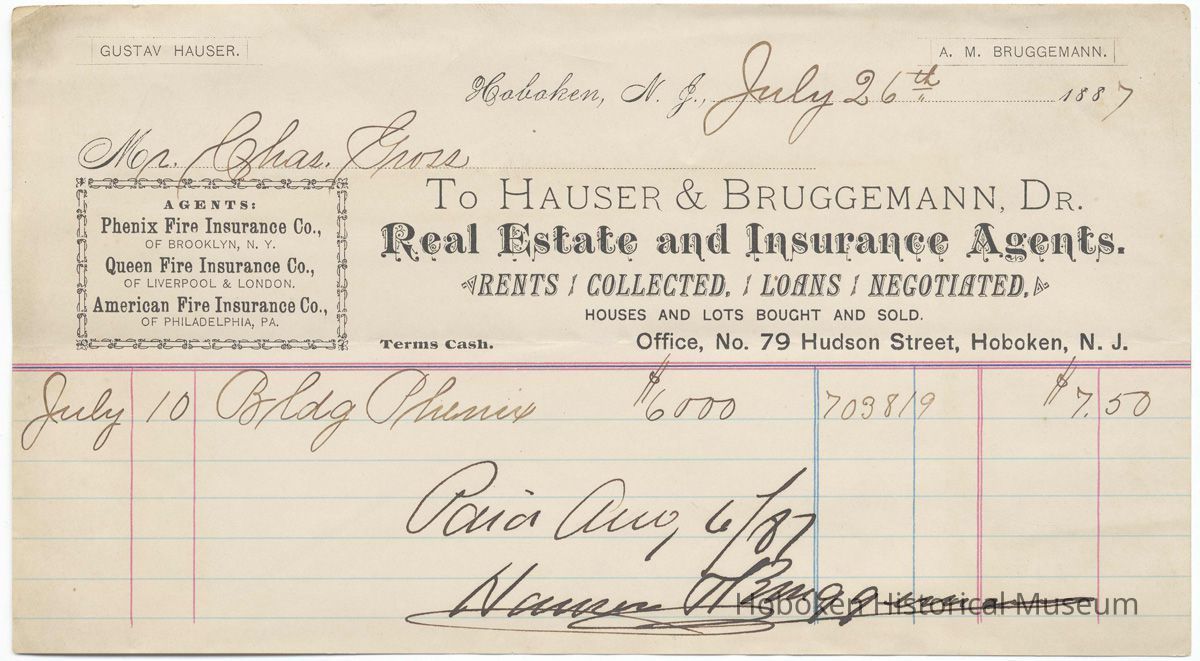 GUSTAV HAUSER.
A. M. BRUGGEMANN.
Hoboken, N. J., July 26th 1887
Mr. Chas. Gross
To HAUSER & BRUGGEMANN, DR.
Real Estate and Insurance Agents.
RENTS COLLECTED, LOANS NEGOTIATED,
HOUSES AND LOTS BOUGHT AND SOLD.
Terms Cash. Office, No. 79 Hudson Street, Hoboken, N. J.
AGENTS:
Phenix Fire Insurance Co.,
OF BROOKLYN, N. Y.
Queen Fire Insurance Co.,
OF LIVERPOOL & LONDON.
American Fire Insurance Co.,
OF PHILADELPHIA, PA.
July 10 Bldg Phenix $6000 703819 $7.50
Paid Aug 6/87
Hauser & Bruggemann
Hoboken Historical Museum